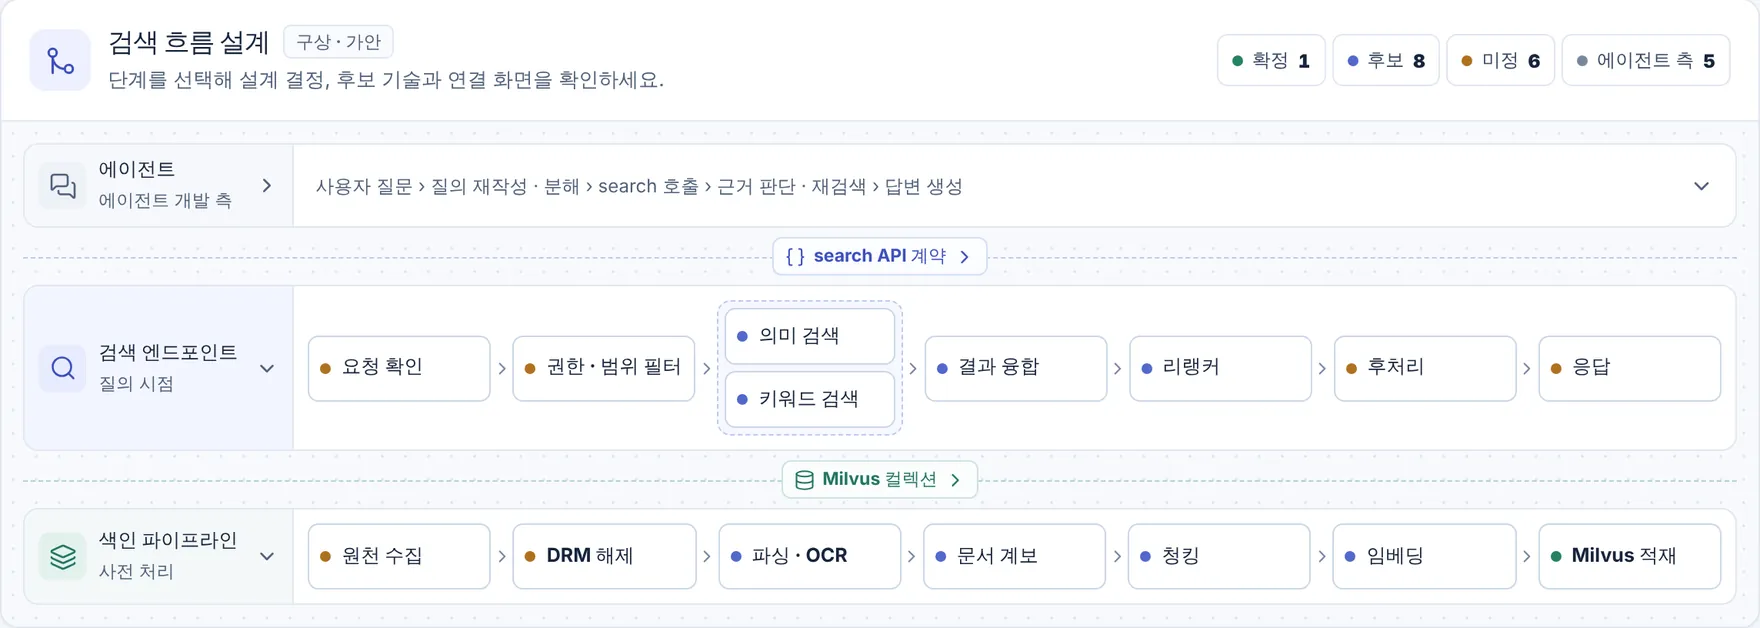 검색 흐름 설계
구상 · 가안
단계를 선택해 설계 결정, 후보 기술과 연결 화면을 확인하세요.
확정 1
후보 8
미정 6
에이전트 측 5
에이전트
에이전트 개발 측
사용자 질문 › 질의 재작성 · 분해 › search 호출 › 근거 판단 · 재검색 › 답변 생성
{ } search API 계약
검색 엔드포인트
질의 시점
요청 확인
권한 · 범위 필터
의미 검색
키워드 검색
결과 융합
리랭커
후처리
응답
Milvus 컬렉션
색인 파이프라인
사전 처리
원천 수집
DRM 해제
파싱 · OCR
문서 계보
청킹
임베딩
Milvus 적재